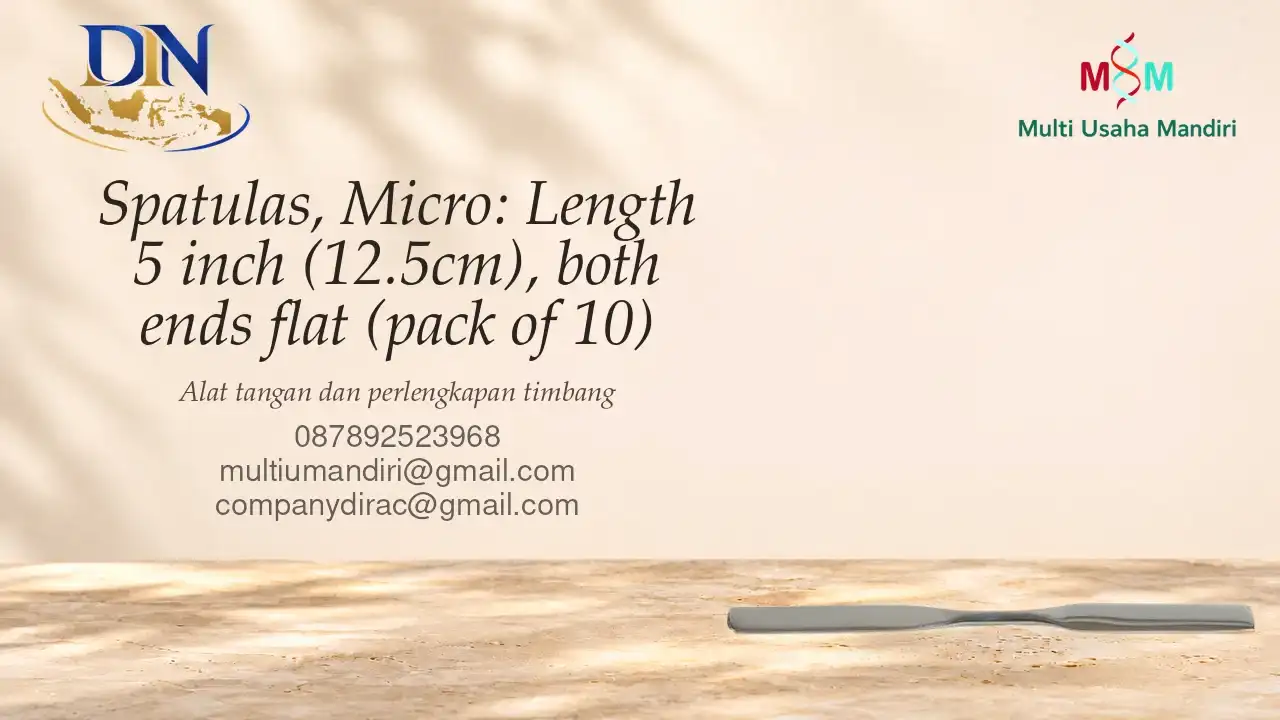 DIN
M M
Multi Usaha Mandiri
Spatulas, Micro: Length
5 inch (12.5cm), both
ends flat (pack of 10)
Alat tangan dan perlengkapan timbang
087892523968
multiumandiri@gmail.com
companydirac@gmail.com